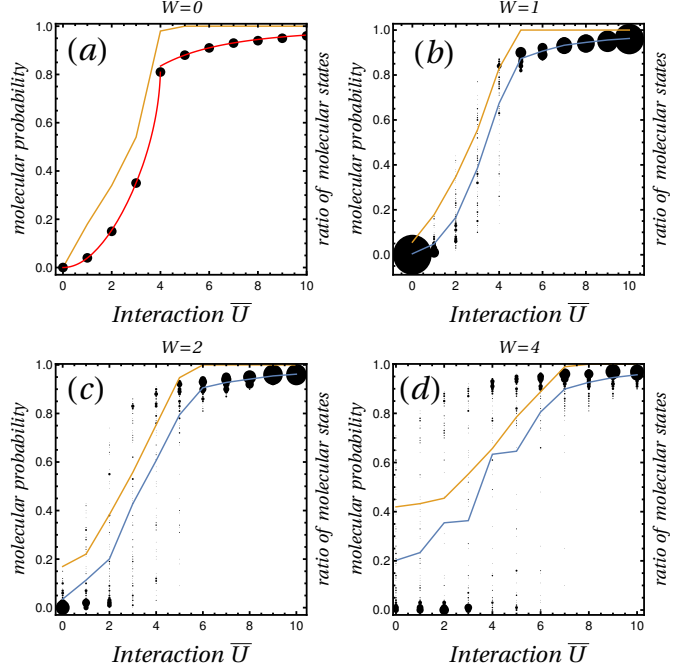 W=0
(a)
molecular probability
1.0
0.8
0.6
0.4
0.2
0.0
0 2 4 6 8 10
Interaction U̅
ratio of molecular states
W=1
(b)
molecular probability
1.0
0.8
0.6
0.4
0.2
0.0
0 2 4 6 8 10
Interaction U̅
ratio of molecular states
W=2
(c)
molecular probability
1.0
0.8
0.6
0.4
0.2
0.0
0 2 4 6 8 10
Interaction U̅
ratio of molecular states
W=4
(d)
molecular probability
1.0
0.8
0.6
0.4
0.2
0.0
0 2 4 6 8 10
Interaction U̅
ratio of molecular states